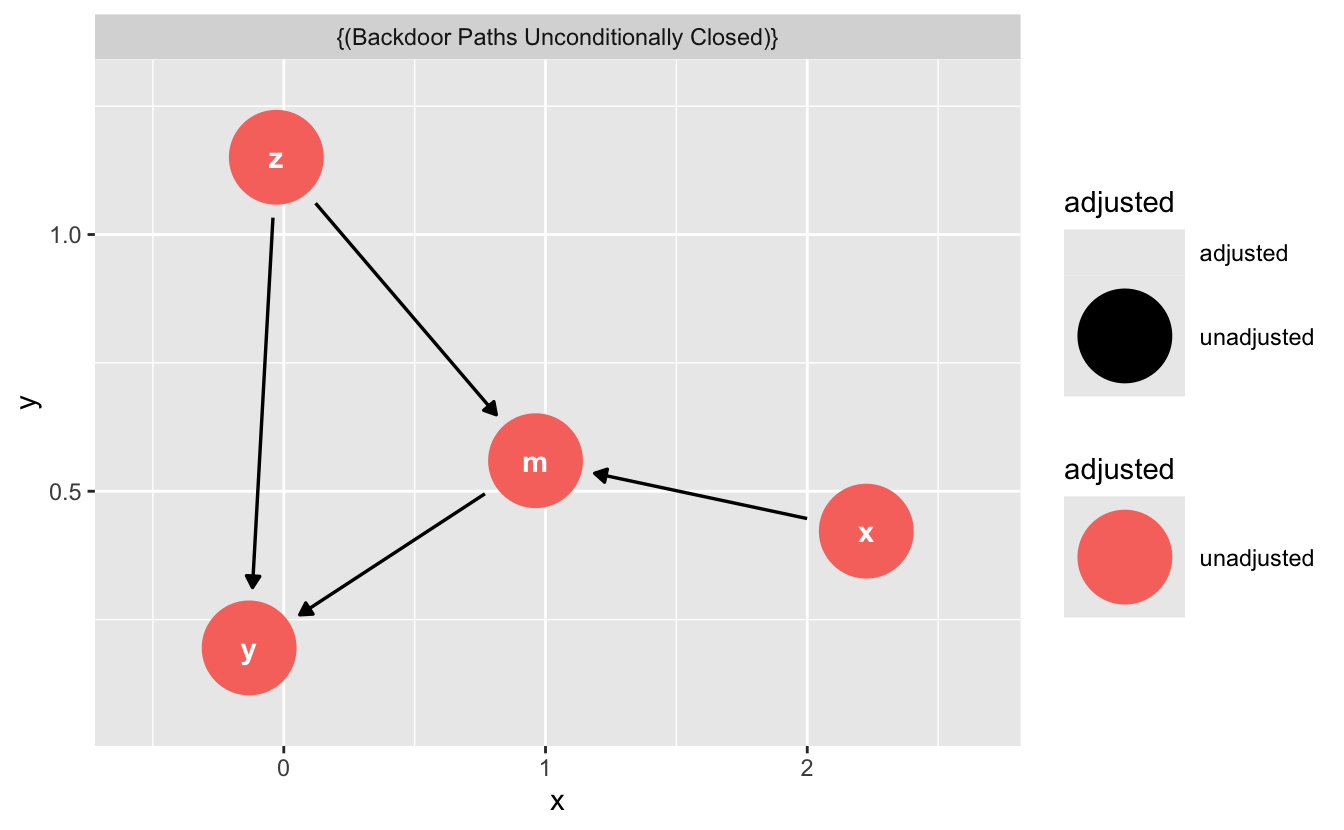 {(Backdoor Paths Unconditionally Closed)}
z
m
x
y
1.0
0.5
y
0
1
2
x
adjusted
adjusted
unadjusted
adjusted
unadjusted